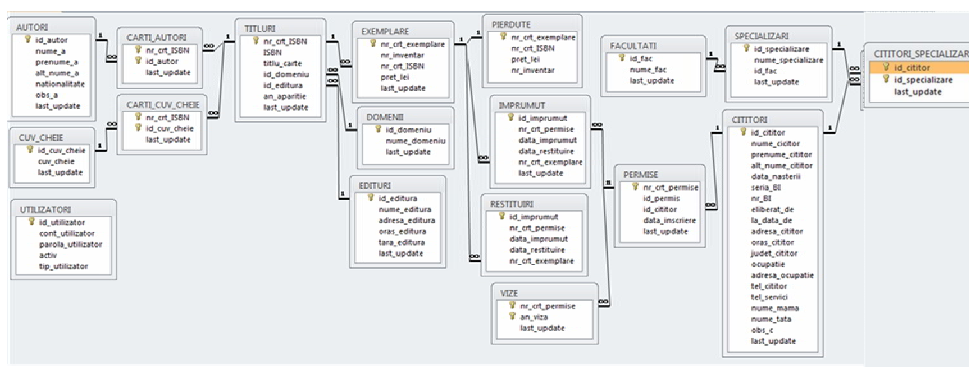 AUTORI
id_autor
nume_a
prenume_a
alt_nume_a
nationalitate
obs_a
last_update
CARTI_AUTORI
nr_crt_ISBN
id_autor
last_update
CARTI_CUV_CHEIE
nr_crt_ISBN
id_cuv_cheie
last_update
CUV_CHEIE
id_cuv_cheie
cuv_cheie
last_update
UTILIZATORI
id_utilizator
cont_utilizator
parola_utilizator
activ
tip_utilizator
TITLURI
nr_crt_ISBN
ISBN
titlu_carte
id_domeniu
id_editura
an_aparitie
last_update
EXEMPLARE
nr_crt_exemplare
nr_inventar
nr_crt_ISBN
pret_lei
last_update
DOMENII
id_domeniu
nume_domeniu
last_update
EDITURI
id_editura
nume_editura
adresa_editura
oras_editura
tara_editura
last_update
PIERDUTE
nr_crt_exemplare
nr_crt_ISBN
pret_lei
nr_inventar
IMPRUMUT
id_imprumut
nr_crt_permise
data_imprumut
data_restituire
nr_crt_exemplare
last_update
RESTITUIRI
id_imprumut
nr_crt_permise
data_imprumut
data_restituire
nr_crt_exemplare
VIZE
nr_crt_permise
an_viza
last_update
FACULTATI
id_fac
nume_fac
last_update
PERMISE
nr_crt_permise
id_permis
id_cititor
data_inscriere
last_update
SPECIALIZARI
id_specializare
nume_specializare
id_fac
last_update
CITITORI
id_cititor
nume_cicitor
prenume_cititor
alt_nume_cititor
data_nasterii
seria_BI
nr_BI
eliberat_de
la_data_de
adresa_cititor
oras_cititor
judet_cititor
ocupatie
adresa_ocupatie
tel_cititor
tel_servici
nume_mama
nume_tata
obs_c
last_update
CITITORI_SPECIALIZAR
id_cititor
id_specializare
last_update